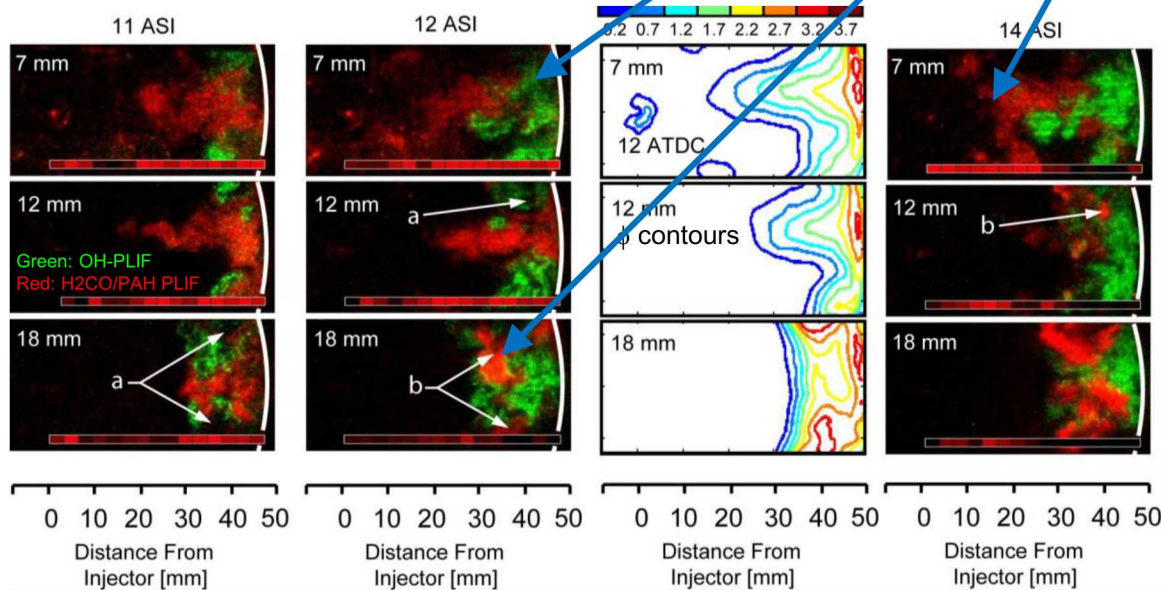 11 ASI
7 mm
12 mm
Green: OH-PLIF
Red: H2CO/PAH PLIF
18 mm
a
0 10 20 30 40 50
Distance From
Injector [mm]
12 ASI
7 mm
12 mm
a
18 mm
b
0 10 20 30 40 50
Distance From
Injector [mm]
0.2 0.7 1.2 1.7 2.2 2.7 3.2 3.7
7 mm
12 ATDC
12 mm
ϕ contours
18 mm
0 10 20 30 40 50
Distance From
Injector [mm]
14 ASI
7 mm
12 mm
b
18 mm
0 10 20 30 40 50
Distance From
Injector [mm]